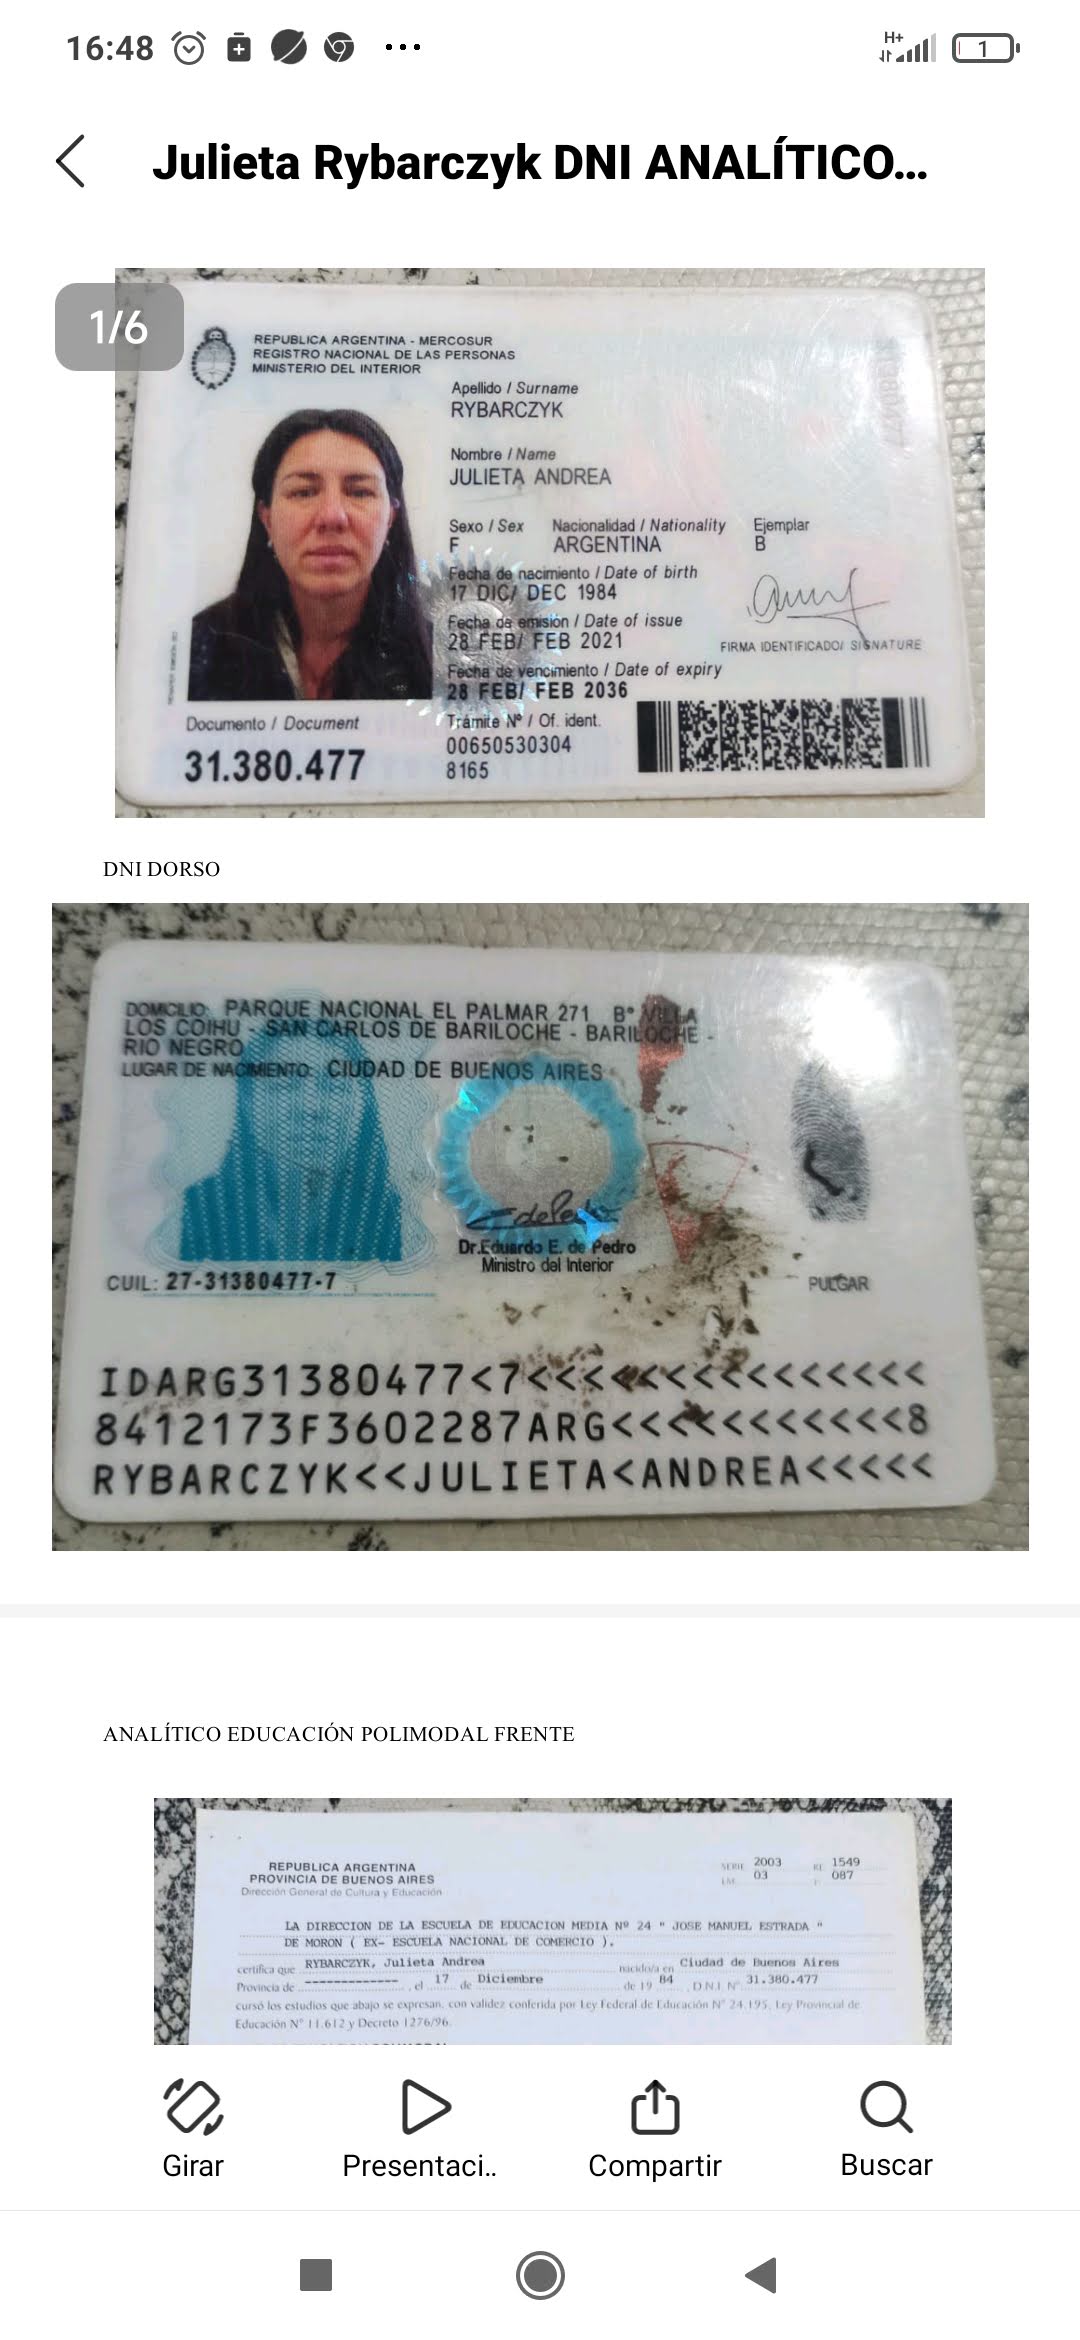 16:48
H+
1
Julieta Rybarczyk DNI ANALÍTICO...
1/6
REPUBLICA ARGENTINA - MERCOSUR
REGISTRO NACIONAL DE LAS PERSONAS
MINISTERIO DEL INTERIOR
Apellido / Surname
RYBARCZYK
Nombre / Name
JULIETA ANDREA
Sexo / Sex Nacionalidad / Nationality Ejemplar
F ARGENTINA B
Fecha de nacimiento / Date of birth
17 DIC/ DEC 1984
Fecha de emisión / Date of issue
28 FEB/ FEB 2021
FIRMA IDENTIFICADO/ SIGNATURE
Fecha de vencimiento / Date of expiry
28 FEB/ FEB 2036
Documento / Document
31.380.477
Trámite Nº / Of. ident.
00650530304
8165
DNI DORSO
DOMICILIO: PARQUE NACIONAL EL PALMAR 271 Bº VILLA
LOS COIHU - SAN CARLOS DE BARILOCHE - BARILOCHE -
RIO NEGRO
LUGAR DE NACIMIENTO: CIUDAD DE BUENOS AIRES
Dr.Eduardo E. de Pedro
Ministro del Interior
CUIL: 27-31380477-7
PULGAR
IDARG31380477<7<<<<<<<<<<<<<<<
8412173F3602287ARG<<<<<<<<<<<8
RYBARCZYK<<JULIETA<ANDREA<<<<<
ANALÍTICO EDUCACIÓN POLIMODAL FRENTE
REPUBLICA ARGENTINA
PROVINCIA DE BUENOS AIRES
Dirección General de Cultura y Educación
SERIE 2003 1549
03 087
LA DIRECCION DE LA ESCUELA DE EDUCACION MEDIA Nº 24 " JOSE MANUEL ESTRADA "
DE MORON ( EX- ESCUELA NACIONAL DE COMERCIO ).
certifica que RYBARCZYK, Julieta Andrea nacido/a en Ciudad de Buenos Aires
Provincia de ------------- , el 17 de Diciembre de 19 84 D.N.I. Nº 31.380.477
cursó los estudios que abajo se expresan, con validez conferida por Ley Federal de Educación Nº 24.195, Ley Provincial de
Educación Nº 11.612 y Decreto 1276/96.
Girar
Presentaci..
Compartir
Buscar